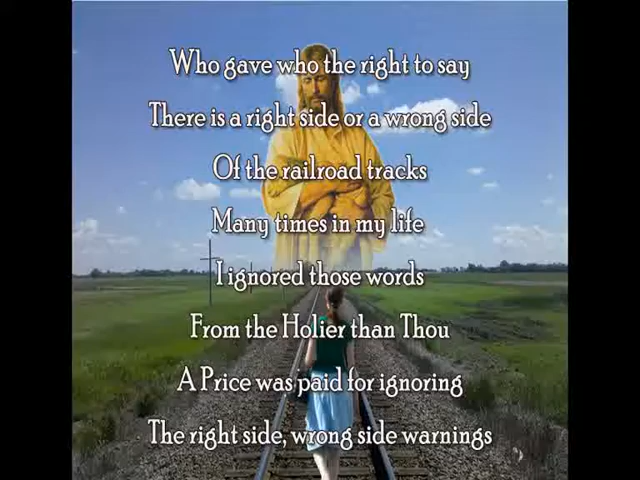 Who gave who the right to say
There is a right side or a wrong side
Of the railroad tracks
Many times in my life
I ignored those words
From the Holier than Thou
A Price was paid for ignoring
The right side, wrong side warnings